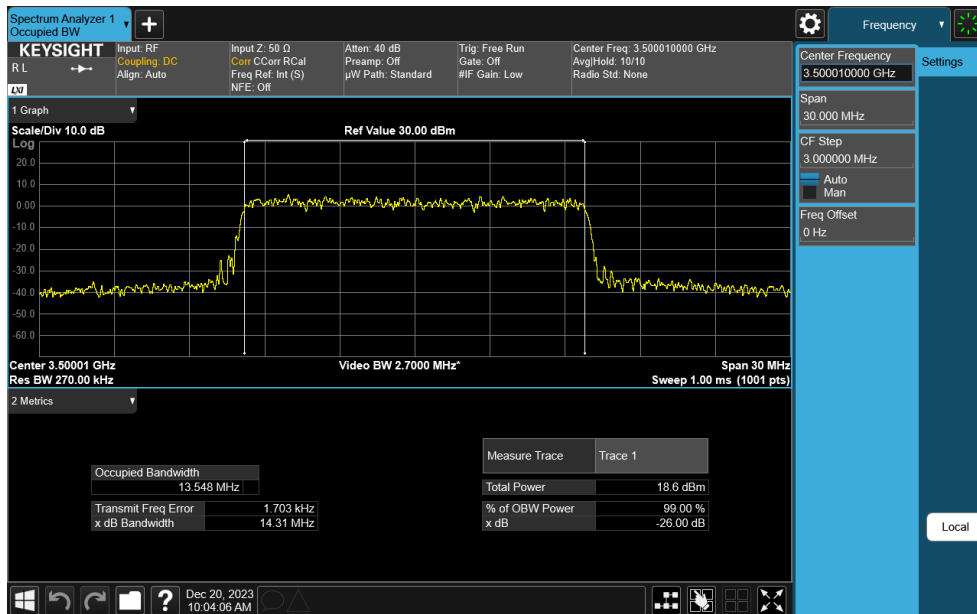 Spectrum Analyzer 1
Occupied BW
Frequency
KEYSIGHT
R L
LXI
Input: RF
Coupling: DC
Align: Auto
Input Z: 50 Ω
Corr CCorr RCal
Freq Ref: Int (S)
NFE: Off
Atten: 40 dB
Preamp: Off
µW Path: Standard
Trig: Free Run
Gate: Off
#IF Gain: Low
Center Freq: 3.500010000 GHz
Avg|Hold: 10/10
Radio Std: None
Center Frequency
3.500010000 GHz
Settings
Span
30.000 MHz
CF Step
3.000000 MHz
Auto
Man
Freq Offset
0 Hz
Local
1 Graph
Scale/Div 10.0 dB
Ref Value 30.00 dBm
Log
20.0
10.0
0.00
-10.0
-20.0
-30.0
-40.0
-50.0
-60.0
Center 3.50001 GHz
Video BW 2.7000 MHz*
Span 30 MHz
Res BW 270.00 kHz
Sweep 1.00 ms (1001 pts)
2 Metrics
Measure Trace Trace 1
Occupied Bandwidth
13.548 MHz
Total Power 18.6 dBm
Transmit Freq Error 1.703 kHz
% of OBW Power 99.00 %
x dB Bandwidth 14.31 MHz
x dB -26.00 dB
?
Dec 20, 2023
10:04:06 AM